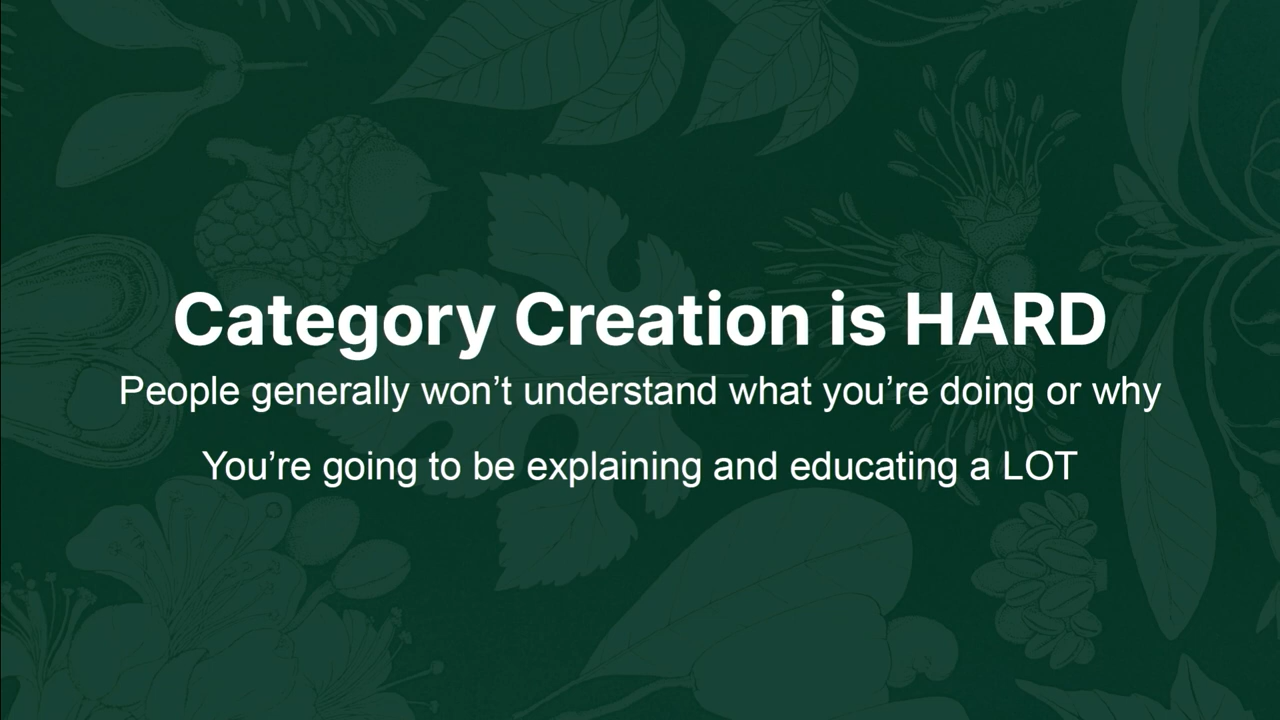 Category Creation is HARD
People generally won’t understand what you’re doing or why
You’re going to be explaining and educating a LOT